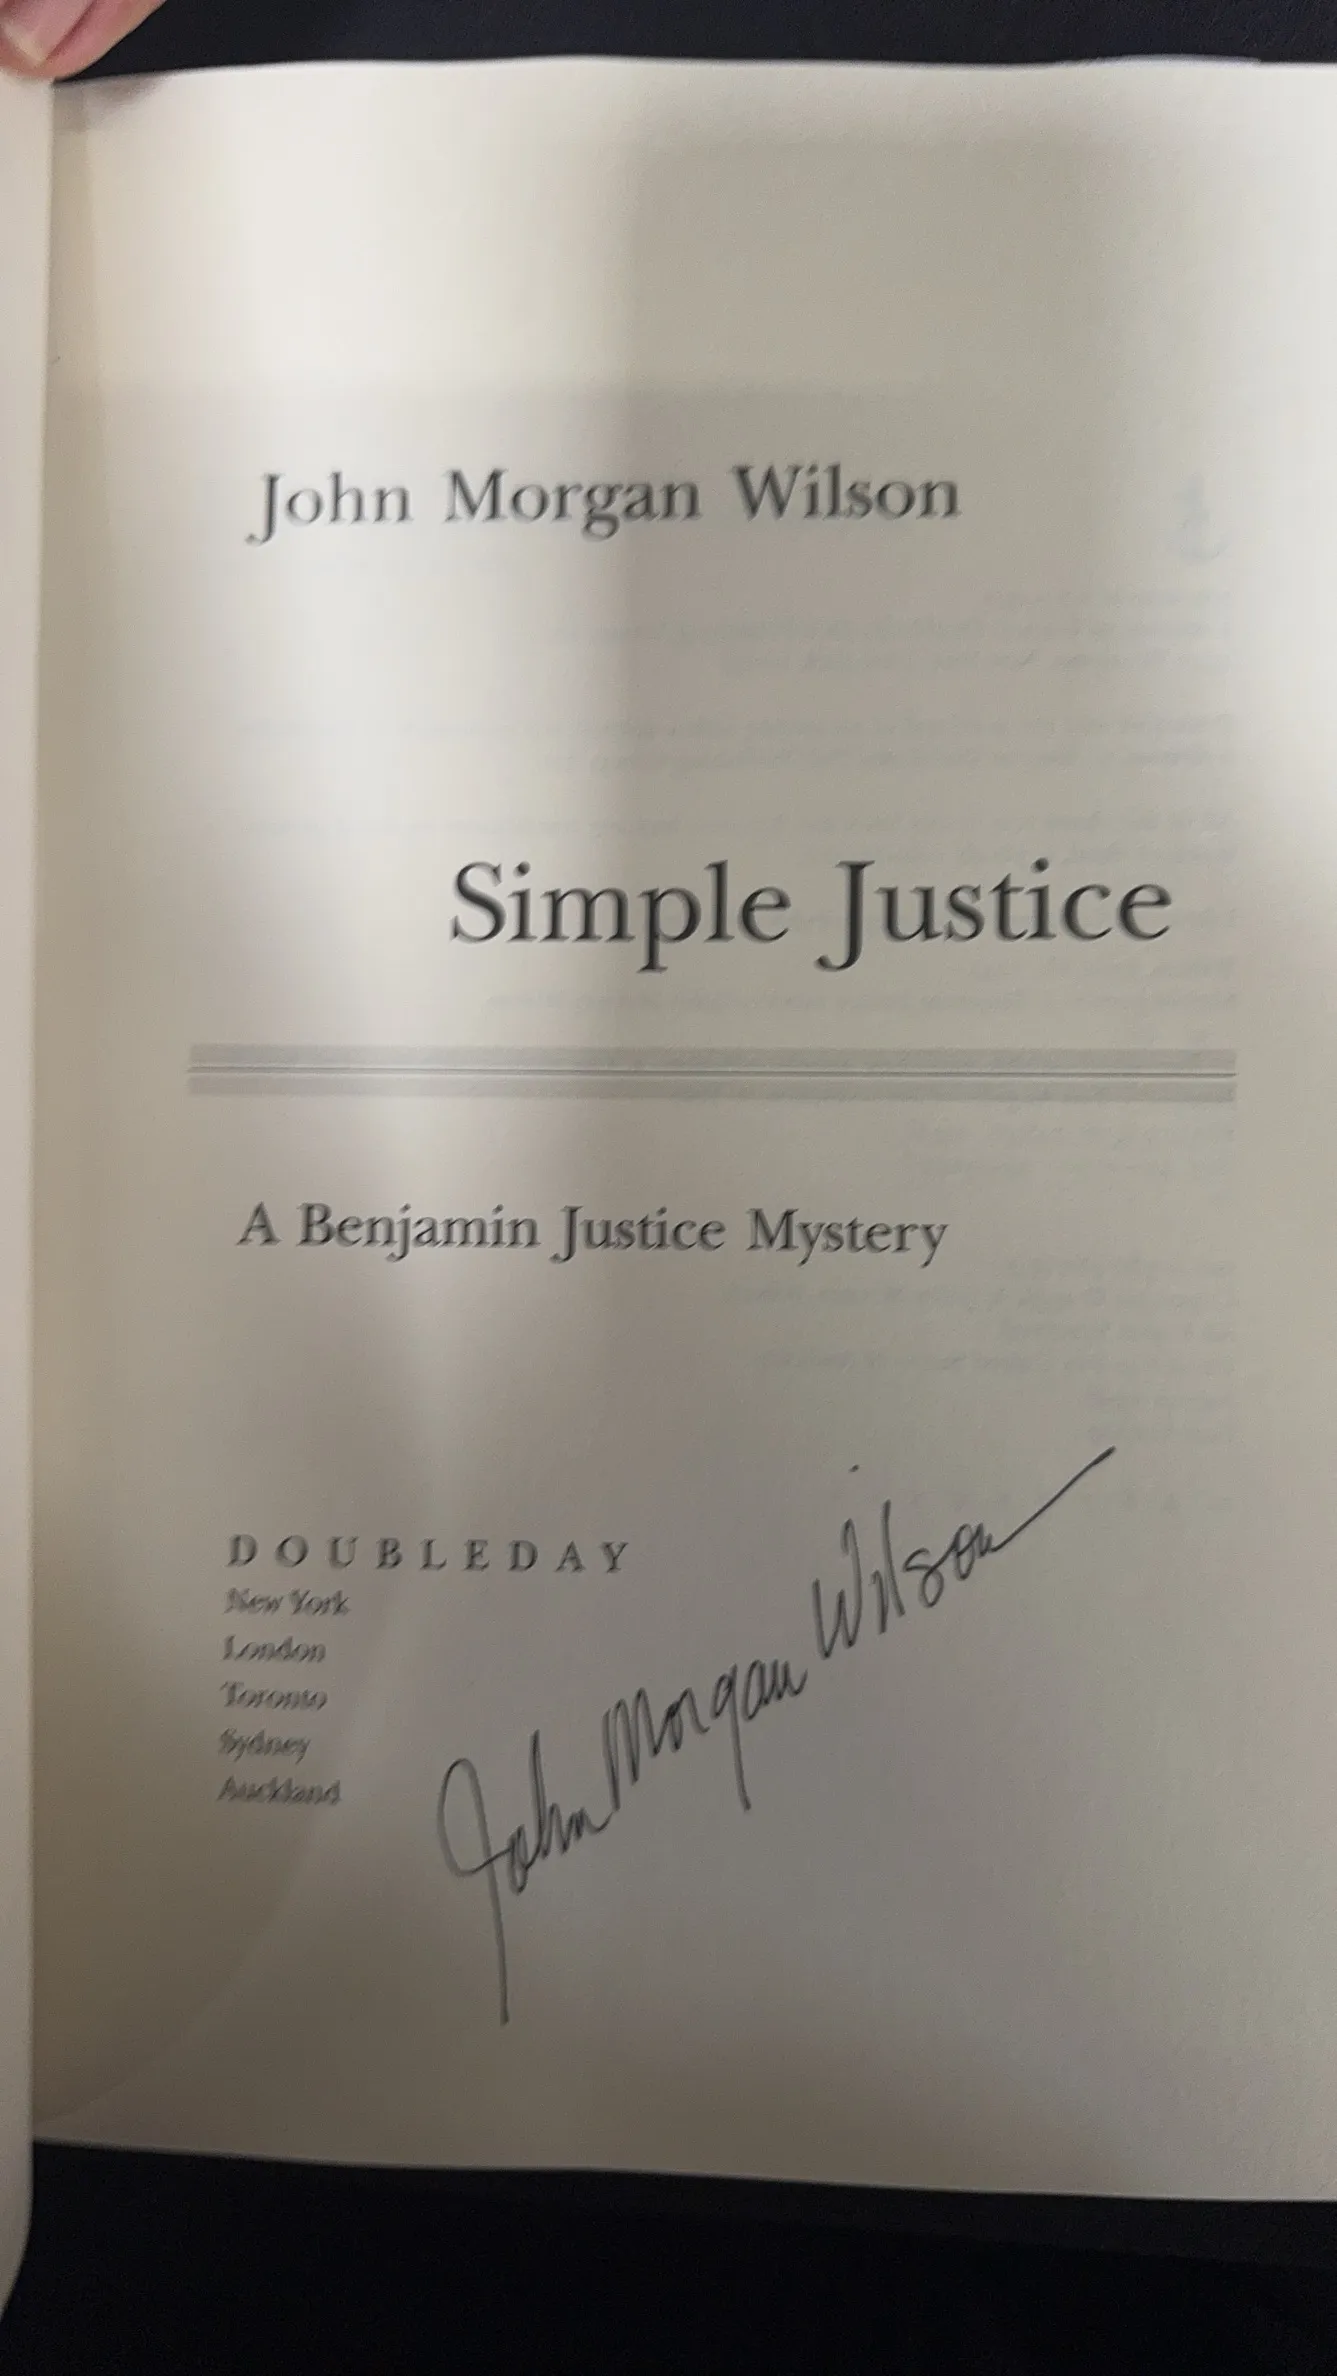 John Morgan Wilson
Simple Justice
A Benjamin Justice Mystery
DOUBLEDAY
New York
London
Toronto
Sydney
Auckland
John Morgan Wilson